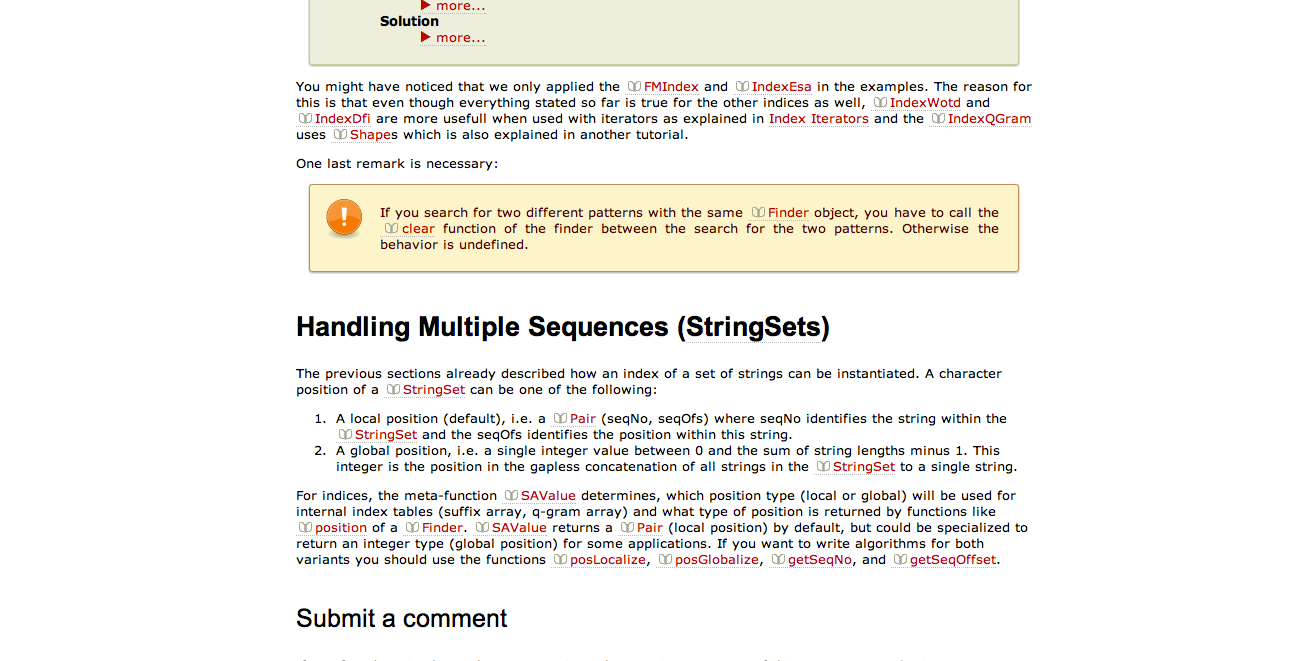 more...
Solution
more...
You might have noticed that we only applied the FMIndex and IndexEsa in the examples. The reason for
this is that even though everything stated so far is true for the other indices as well, IndexWotd and
IndexDfi are more usefull when used with iterators as explained in Index Iterators and the IndexQGram
uses Shapes which is also explained in another tutorial.
One last remark is necessary:
If you search for two different patterns with the same Finder object, you have to call the
clear function of the finder between the search for the two patterns. Otherwise the
behavior is undefined.
Handling Multiple Sequences (StringSets)
The previous sections already described how an index of a set of strings can be instantiated. A character
position of a StringSet can be one of the following:
1. A local position (default), i.e. a Pair (seqNo, seqOfs) where seqNo identifies the string within the
StringSet and the seqOfs identifies the position within this string.
2. A global position, i.e. a single integer value between 0 and the sum of string lengths minus 1. This
integer is the position in the gapless concatenation of all strings in the StringSet to a single string.
For indices, the meta-function SAValue determines, which position type (local or global) will be used for
internal index tables (suffix array, q-gram array) and what type of position is returned by functions like
position of a Finder. SAValue returns a Pair (local position) by default, but could be specialized to
return an integer type (global position) for some applications. If you want to write algorithms for both
variants you should use the functions posLocalize, posGlobalize, getSeqNo, and getSeqOffset.
Submit a comment